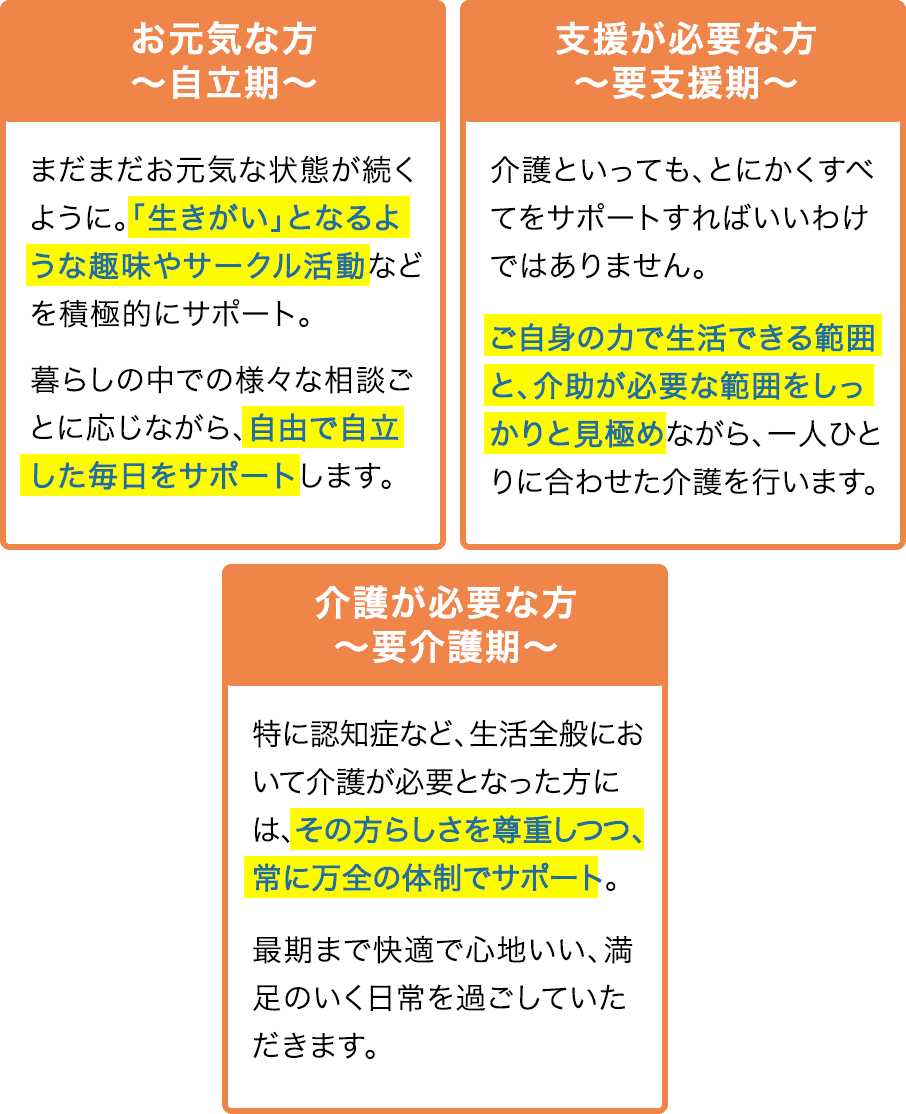 お元気な方
～自立期～
まだまだお元気な状態が続く
ように。「生きがい」となるよ
うな趣味やサークル活動など
を積極的にサポート。
暮らしの中での様々な相談ご
とに応じながら、自由で自立
した毎日をサポートします。
支援が必要な方
～要支援期～
介護といっても、とにかくすべ
てをサポートすればいいわけ
ではありません。
ご自身の力で生活できる範囲
と、介助が必要な範囲をしっ
かりと見極めながら、一人ひと
りに合わせた介護を行います。
介護が必要な方
～要介護期～
特に認知症など、生活全般にお
いて介護が必要となった方に
は、その方らしさを尊重しつつ、
常に万全の体制でサポート。
最期まで快適で心地いい、満
足のいく日常を過ごしていた
だきます。